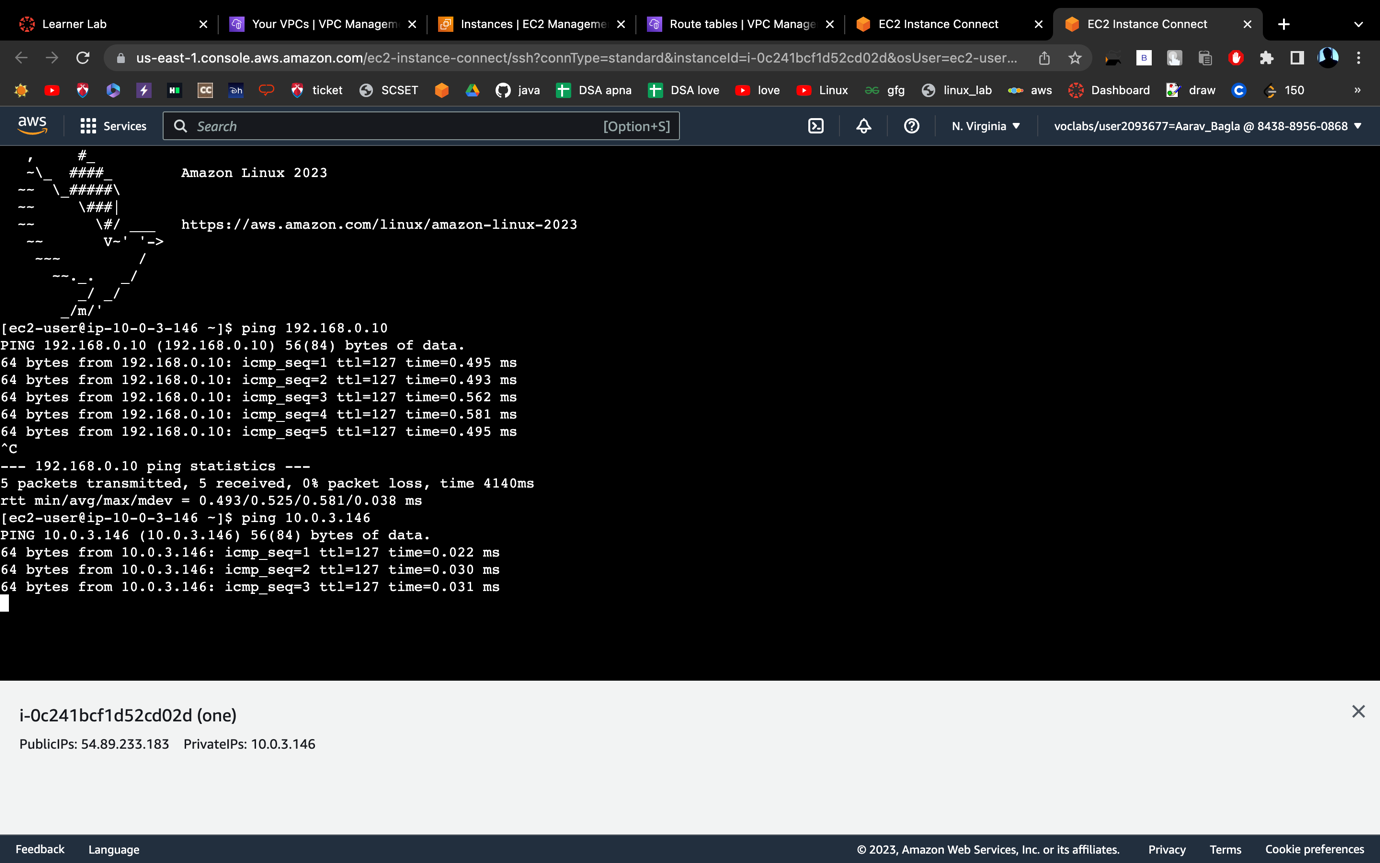 Learner Lab
Your VPCs | VPC Managem
Instances | EC2 Manageme
Route tables | VPC Manage
EC2 Instance Connect
EC2 Instance Connect
us-east-1.console.aws.amazon.com/ec2-instance-connect/ssh?connType=standard&instanceId=i-0c241bcf1d52cd02d&osUser=ec2-user...
ticket SCSET java DSA apna DSA love love Linux gfg linux_lab aws Dashboard draw 150 »
aws Services Search [Option+S] N. Virginia voclabs/user2093677=Aarav_Bagla @ 8438-8956-0868
   ,     #_
   ~\_  ####_        Amazon Linux 2023
  ~~  \_#####\
  ~~     \###|
  ~~       \#/ ___   https://aws.amazon.com/linux/amazon-linux-2023
   ~~       V~' '->
    ~~~         /
      ~~._.   _/
         _/ _/
       _/m/'
[ec2-user@ip-10-0-3-146 ~]$ ping 192.168.0.10
PING 192.168.0.10 (192.168.0.10) 56(84) bytes of data.
64 bytes from 192.168.0.10: icmp_seq=1 ttl=127 time=0.495 ms
64 bytes from 192.168.0.10: icmp_seq=2 ttl=127 time=0.493 ms
64 bytes from 192.168.0.10: icmp_seq=3 ttl=127 time=0.562 ms
64 bytes from 192.168.0.10: icmp_seq=4 ttl=127 time=0.581 ms
64 bytes from 192.168.0.10: icmp_seq=5 ttl=127 time=0.495 ms
^C
--- 192.168.0.10 ping statistics ---
5 packets transmitted, 5 received, 0% packet loss, time 4140ms
rtt min/avg/max/mdev = 0.493/0.525/0.581/0.038 ms
[ec2-user@ip-10-0-3-146 ~]$ ping 10.0.3.146
PING 10.0.3.146 (10.0.3.146) 56(84) bytes of data.
64 bytes from 10.0.3.146: icmp_seq=1 ttl=127 time=0.022 ms
64 bytes from 10.0.3.146: icmp_seq=2 ttl=127 time=0.030 ms
64 bytes from 10.0.3.146: icmp_seq=3 ttl=127 time=0.031 ms
i-0c241bcf1d52cd02d (one)
PublicIPs: 54.89.233.183 PrivateIPs: 10.0.3.146
Feedback Language © 2023, Amazon Web Services, Inc. or its affiliates. Privacy Terms Cookie preferences